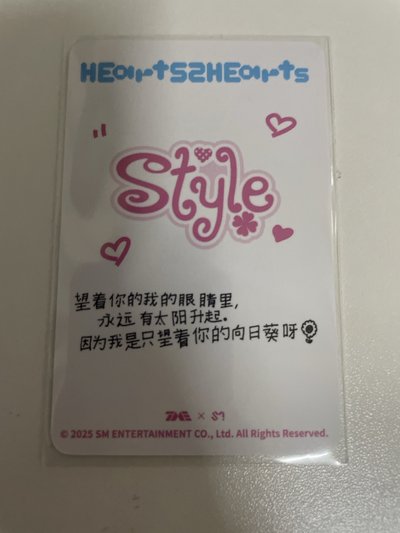 HEartS2HEarts
Style
望着你的我的眼睛里,
永远有太阳升起.
因为我是只望着你的向日葵呀
× SM
© 2025 SM ENTERTAINMENT CO., Ltd. All Rights Reserved.